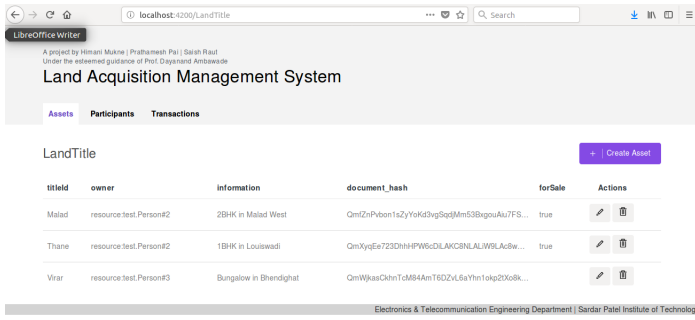 localhost:4200/LandTitle
Search
LibreOffice Writer
A project by Himani Mukne | Prathamesh Pai | Saish Raut
Under the esteemed guidance of Prof. Dayanand Ambawade
Land Acquisition Management System
Assets Participants Transactions
LandTitle
+ | Create Asset
titleId owner information document_hash forSale Actions
Malad resource:test.Person#2 2BHK in Malad West QmfZnPvbon1sZyYoKd3vgSqdjMm53BxgouAiu7FS... true
Thane resource:test.Person#2 1BHK in Louiswadi QmXyqEe723DhhHPW6cDiLAKC8NLALiW9LAc8w... true
Virar resource:test.Person#3 Bungalow in Bhendighat QmWjkasCkhnTcM84AmT6DZvL6aYhn1okp2tXo8k...
Electronics & Telecommunication Engineering Department | Sardar Patel Institute of Technolog